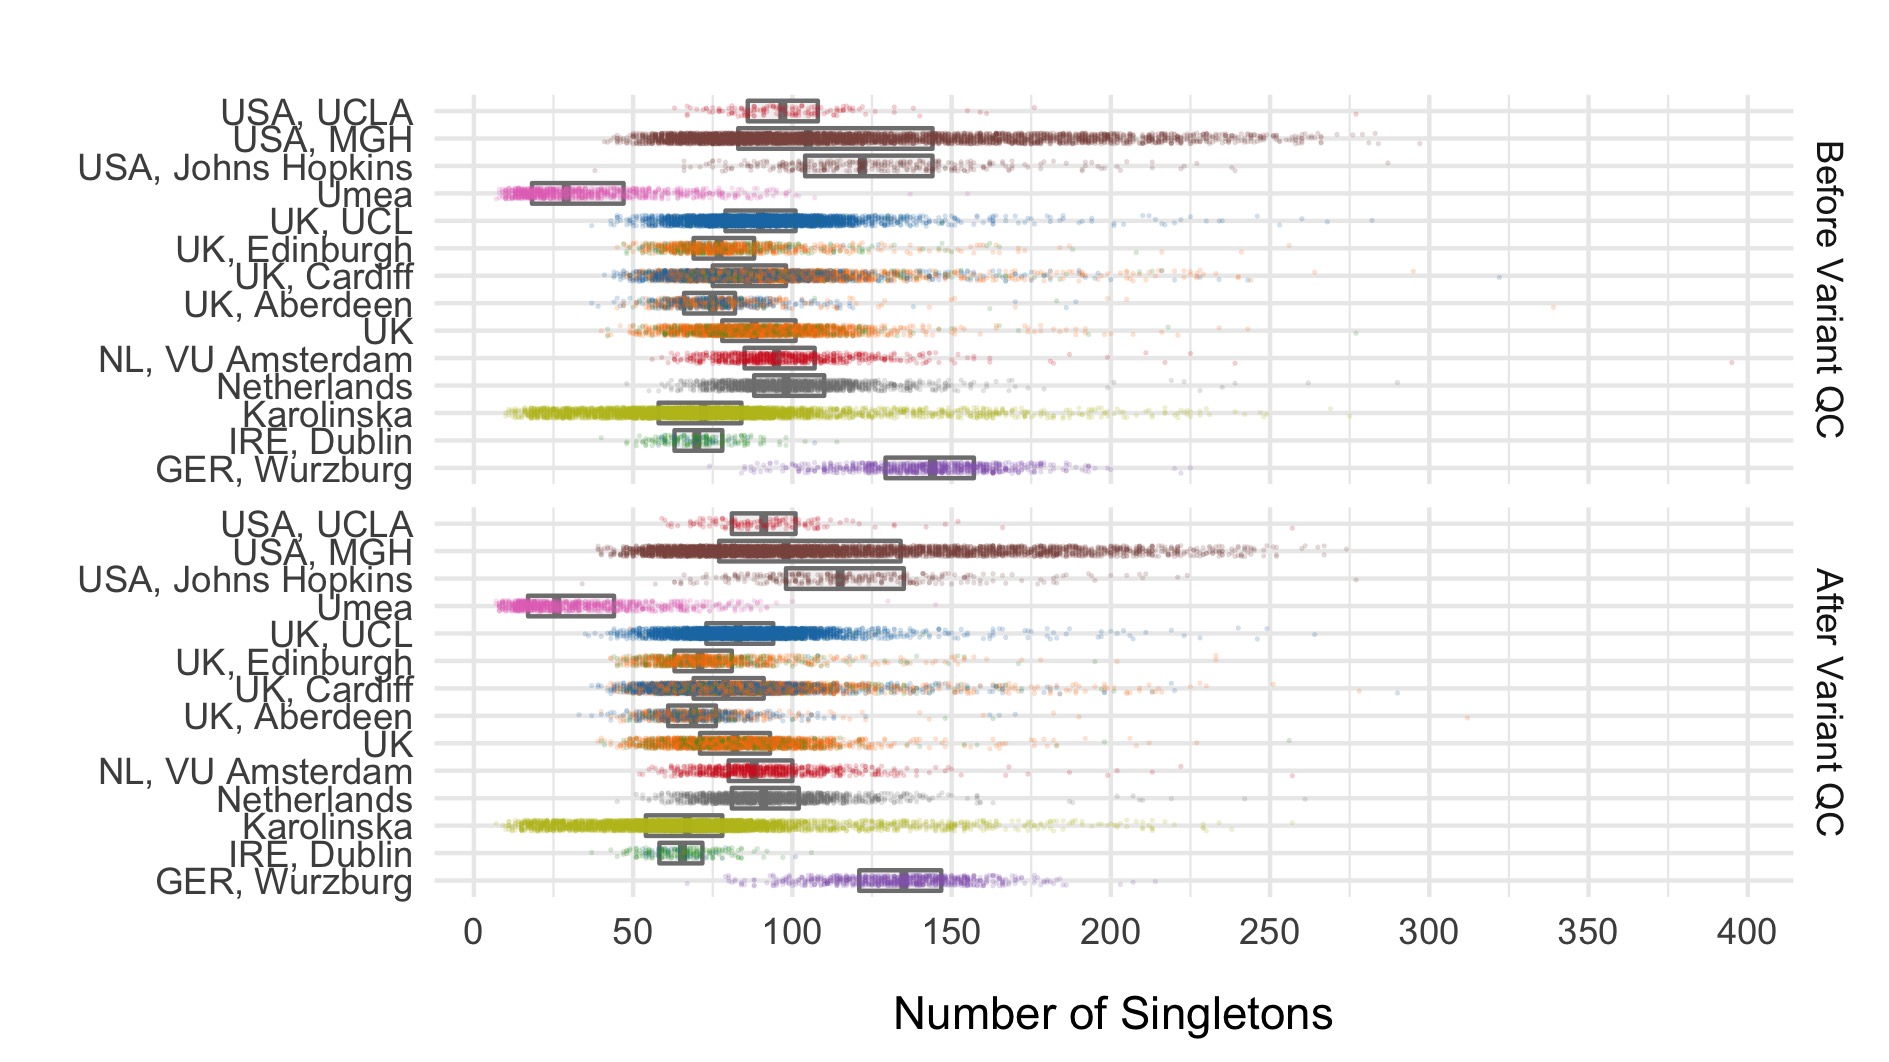 USA, UCLA
USA, MGH
USA, Johns Hopkins
Umea
UK, UCL
UK, Edinburgh
UK, Cardiff
UK, Aberdeen
UK
NL, VU Amsterdam
Netherlands
Karolinska
IRE, Dublin
GER, Wurzburg
Before Variant QC
USA, UCLA
USA, MGH
USA, Johns Hopkins
Umea
UK, UCL
UK, Edinburgh
UK, Cardiff
UK, Aberdeen
UK
NL, VU Amsterdam
Netherlands
Karolinska
IRE, Dublin
GER, Wurzburg
After Variant QC
0 50 100 150 200 250 300 350 400
Number of Singletons